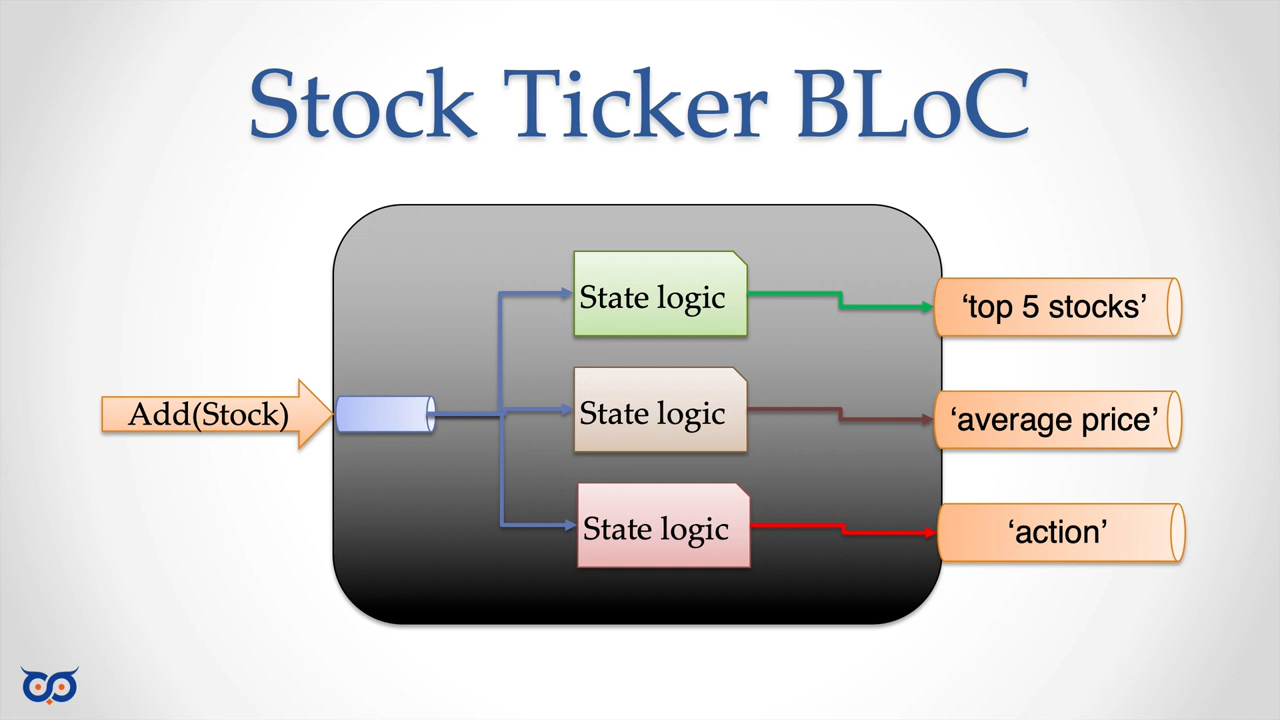 Stock Ticker BLoC
State logic
‘top 5 stocks’
Add(Stock)
State logic
‘average price’
State logic
‘action’